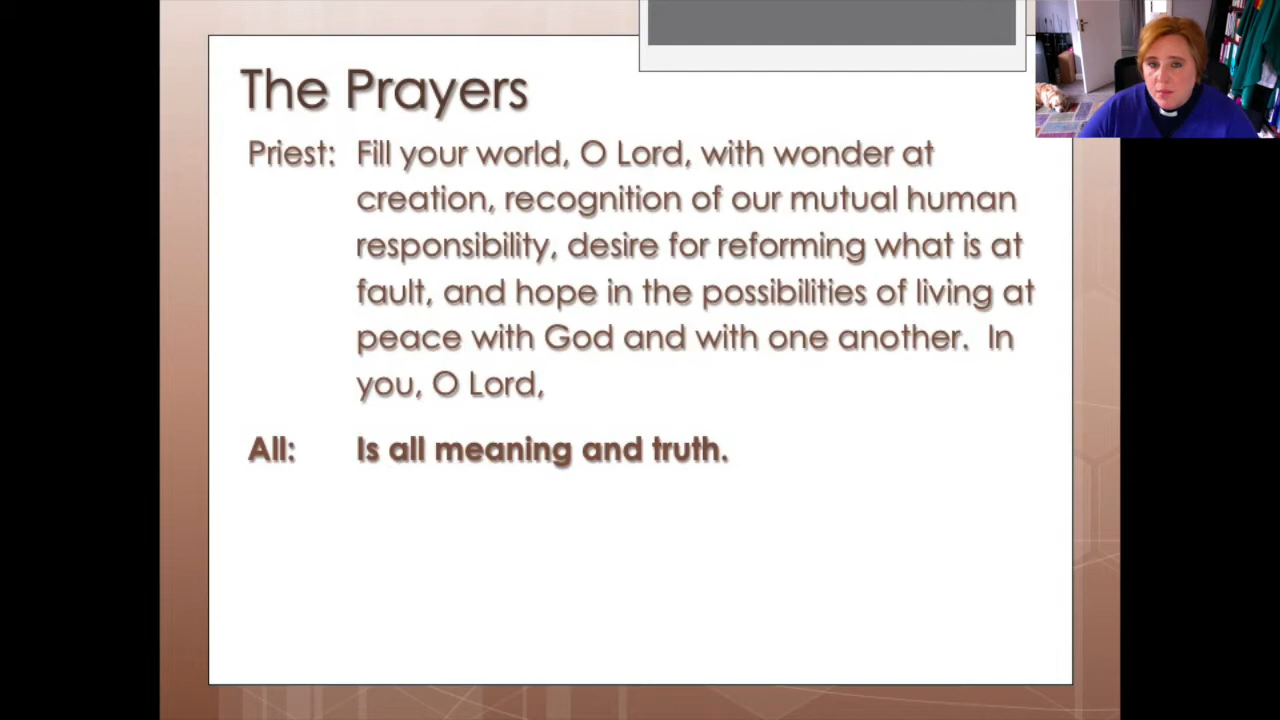 The Prayers
Priest: Fill your world, O Lord, with wonder at
creation, recognition of our mutual human
responsibility, desire for reforming what is at
fault, and hope in the possibilities of living at
peace with God and with one another.  In
you, O Lord,
All: Is all meaning and truth.